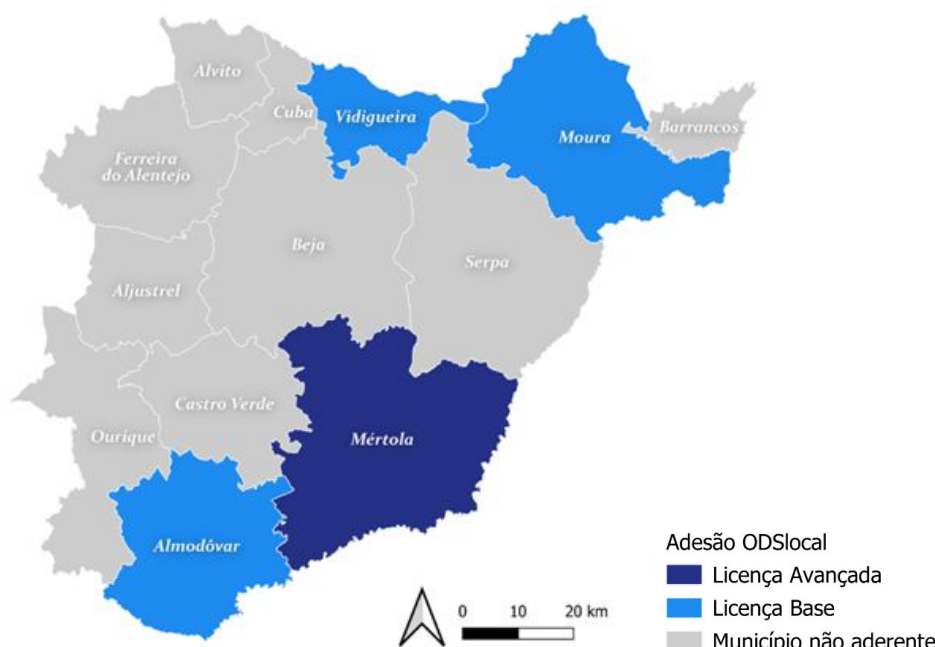 Alvito
Cuba
Vidigueira
Moura
Barrancos
Ferreira
do Alentejo
Beja
Serpa
Aljustrel
Castro Verde
Ourique
Mértola
Almodôvar
Adesão ODSlocal
Licença Avançada
Licença Base
Município não aderente
0 10 20 km